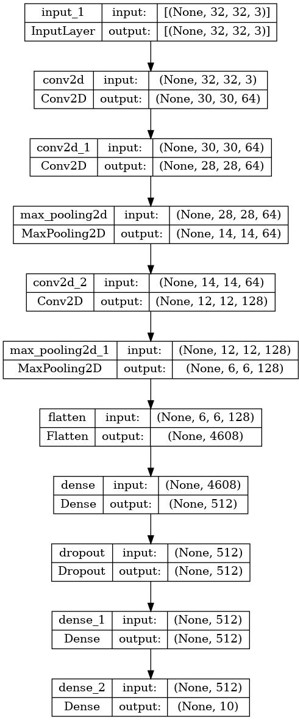 input_1 input: [(None, 32, 32, 3)]
InputLayer output: [(None, 32, 32, 3)]
conv2d input: (None, 32, 32, 3)
Conv2D output: (None, 30, 30, 64)
conv2d_1 input: (None, 30, 30, 64)
Conv2D output: (None, 28, 28, 64)
max_pooling2d input: (None, 28, 28, 64)
MaxPooling2D output: (None, 14, 14, 64)
conv2d_2 input: (None, 14, 14, 64)
Conv2D output: (None, 12, 12, 128)
max_pooling2d_1 input: (None, 12, 12, 128)
MaxPooling2D output: (None, 6, 6, 128)
flatten input: (None, 6, 6, 128)
Flatten output: (None, 4608)
dense input: (None, 4608)
Dense output: (None, 512)
dropout input: (None, 512)
Dropout output: (None, 512)
dense_1 input: (None, 512)
Dense output: (None, 512)
dense_2 input: (None, 512)
Dense output: (None, 10)